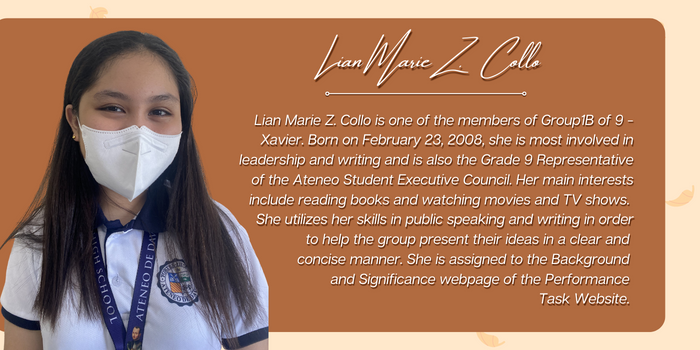 Lian Marie Z. Collo
Lian Marie Z. Collo is one of the members of Group1B of 9 -
Xavier. Born on February 23, 2008, she is most involved in
leadership and writing and is also the Grade 9 Representative
of the Ateneo Student Executive Council. Her main interests
include reading books and watching movies and TV shows.
She utilizes her skills in public speaking and writing in order
to help the group present their ideas in a clear and
concise manner. She is assigned to the Background
and Significance webpage of the Performance
Task Website.
HIGH SCHOOL
ATENEO DE DAV